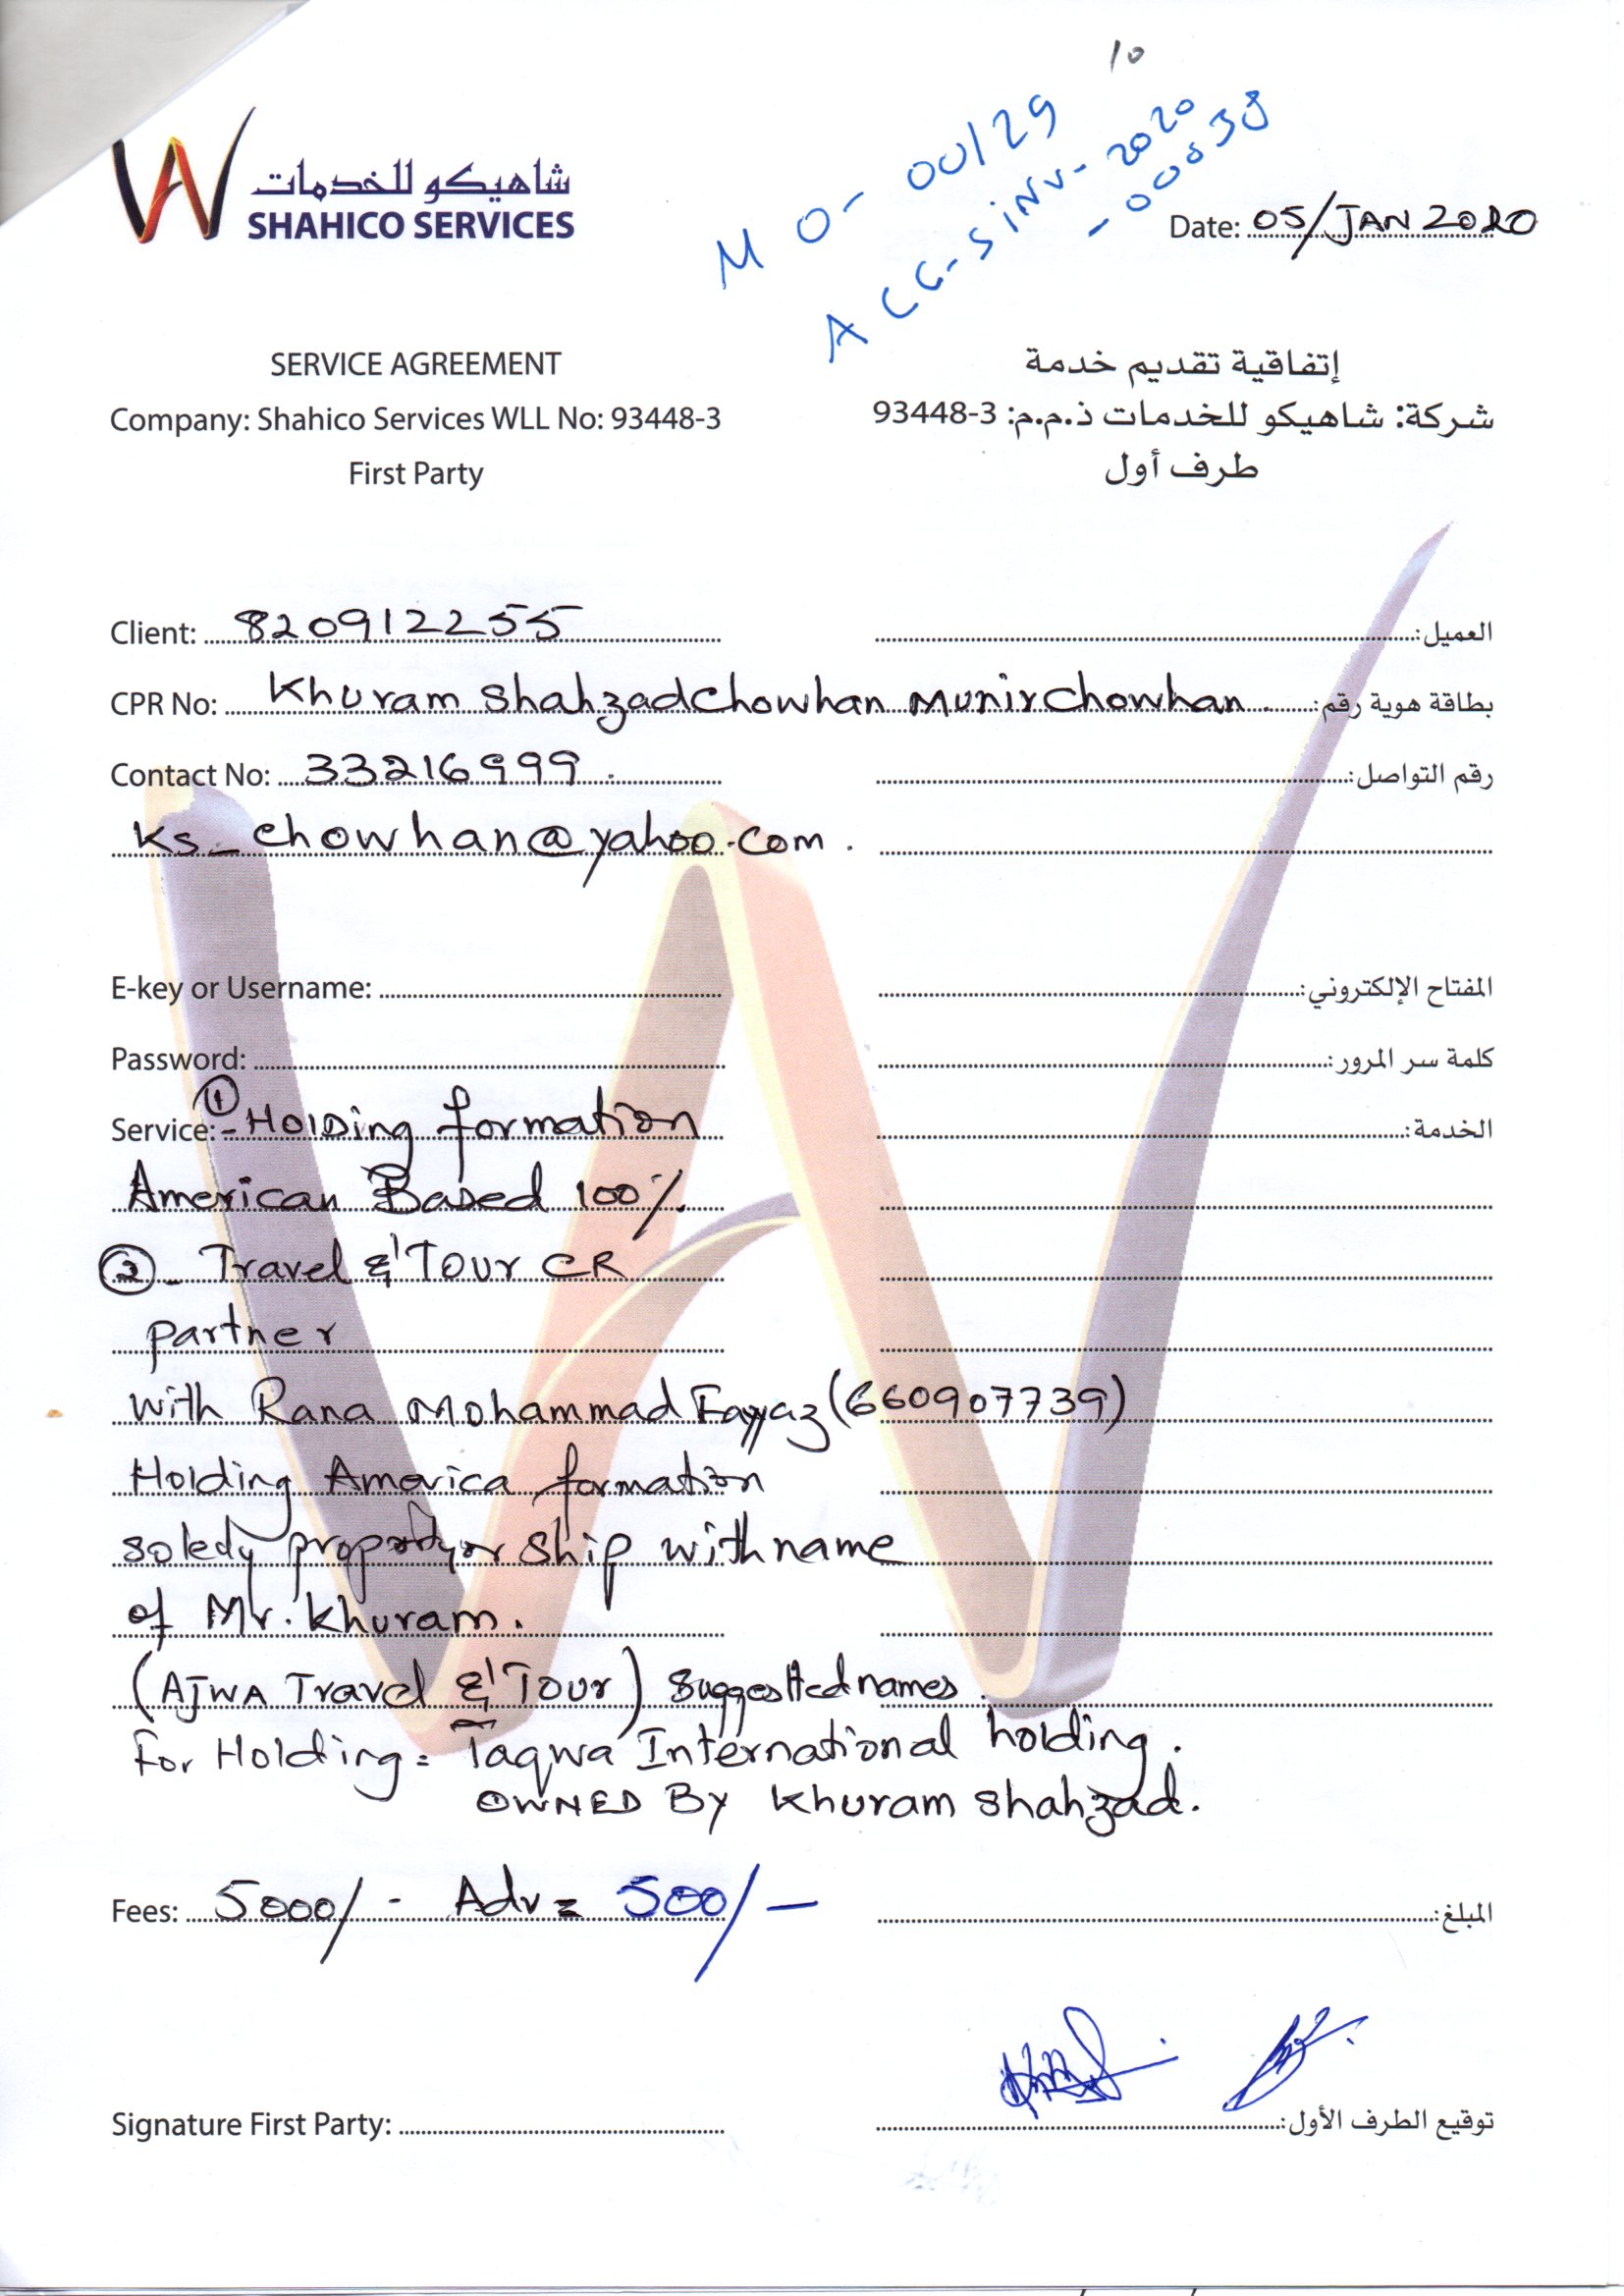 10
MO-00129
ACC-SiNV-2020
-00038
شاهيكو للخدمات
SHAHICO SERVICES
Date: 05/JAN 2020
SERVICE AGREEMENT
إتفاقية تقديم خدمة
Company: Shahico Services WLL No: 93448-3
شركة: شاهيكو للخدمات ذ.م.م: 3-93448
First Party
طرف أول
Client: 820912255 العميل:
CPR No: Khuram Shahzad Chowhan Munir Chowhan. بطاقة هوية رقم:
Contact No: 33216999. رقم التواصل:
Ks_chowhan@yahoo.com.
E-key or Username: المفتاح الإلكتروني:
Password: كلمة سر المرور:
Service: ①- HOLDing formation الخدمة:
American Based 100%.
②- Travel & Tour CR
partner
with Rana Mohammad Fayyaz (660907739)
Holding America formation
ship with name
of Mr. Khuram.
(AJWA Travel & Tour) suggestted names.
For Holding = Taqwa International holding.
OWNED By Khuram Shahzad.
Fees: 5000/- Adv = 500/- المبلغ:
Signature First Party: توقيع الطرف الأول: